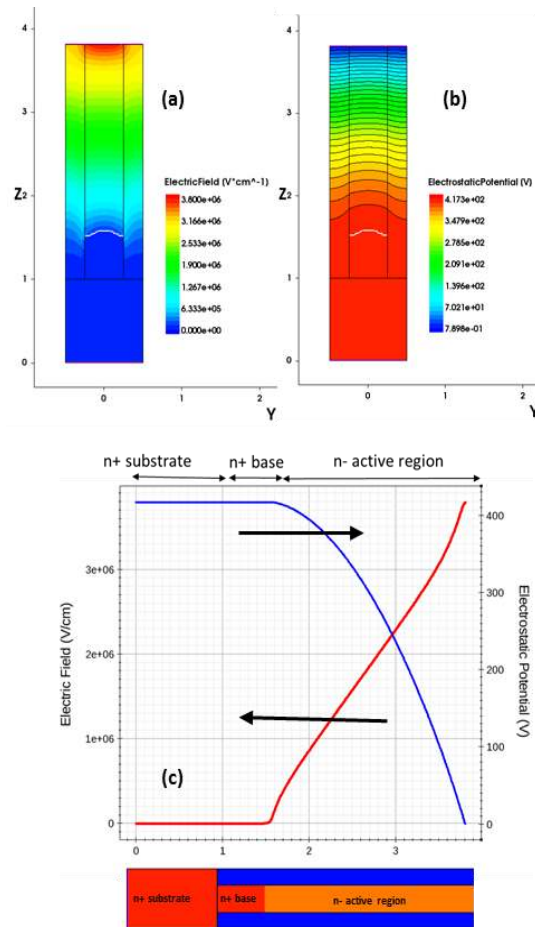 4
3
Z2
1
0
(a)
ElectricField (V*cm^-1)
3.800e+06
3.166e+06
2.533e+06
1.900e+06
1.267e+06
6.333e+05
0.000e+00
0
1
2
Y
4
3
Z2
1
0
(b)
ElectrostaticPotential (V)
4.173e+02
3.479e+02
2.785e+02
2.091e+02
1.396e+02
7.021e+01
7.898e-01
0
1
2
Y
n+ substrate n+ base n- active region
Electric Field (V/cm)
3e+06
2e+06
1e+06
0
(c)
400
300
200
100
0
Electrostatic Potential (V)
0 1 2 3
n+ substrate n+ base n- active region